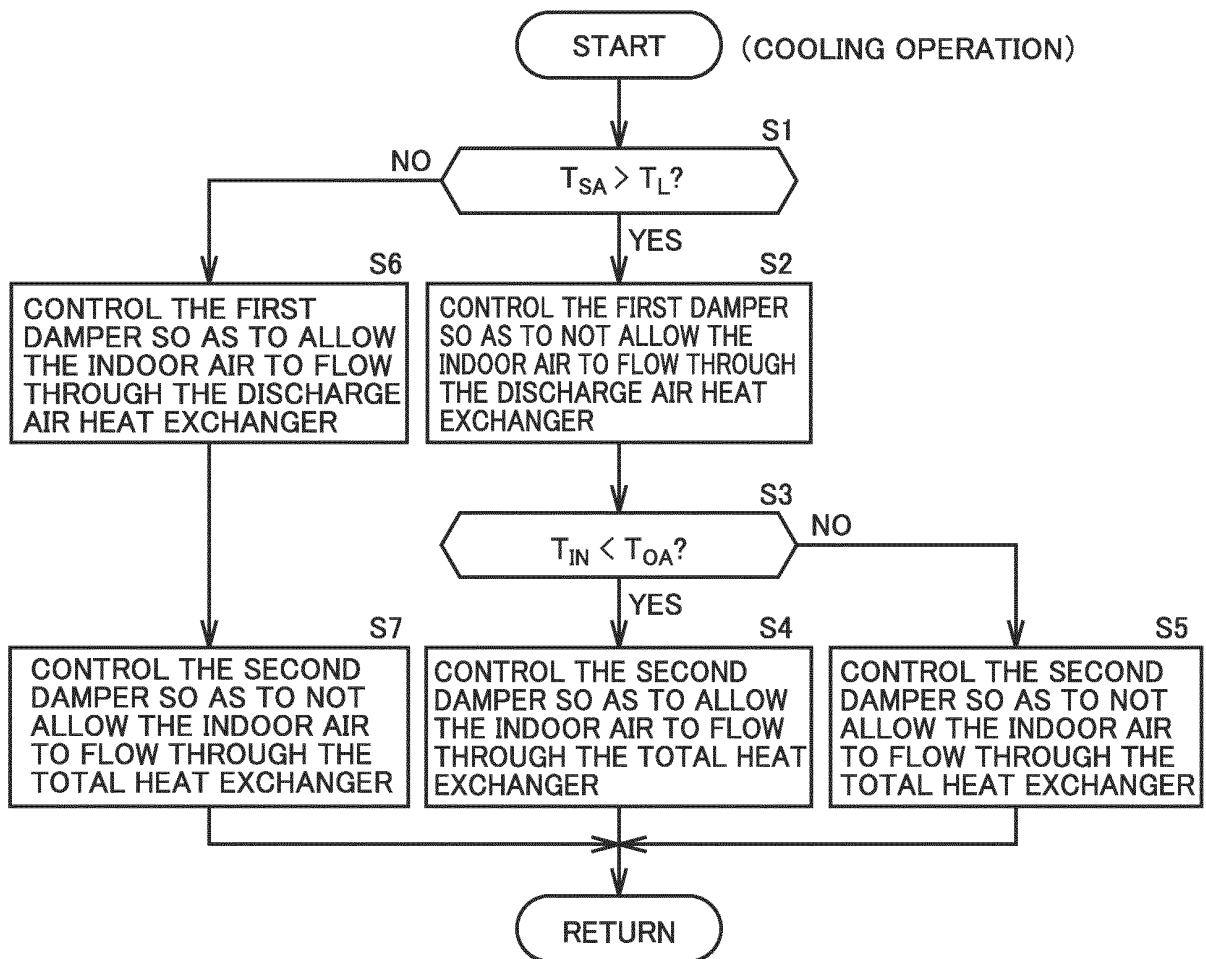 START
(COOLING OPERATION)
S1
T_SA > T_L?
NO
YES
S6
CONTROL THE FIRST
DAMPER SO AS TO ALLOW
THE INDOOR AIR TO FLOW
THROUGH THE DISCHARGE
AIR HEAT EXCHANGER
S2
CONTROL THE FIRST DAMPER
SO AS TO NOT ALLOW THE
INDOOR AIR TO FLOW THROUGH
THE DISCHARGE AIR HEAT
EXCHANGER
S3
T_IN < T_OA?
NO
YES
S7
CONTROL THE SECOND
DAMPER SO AS TO NOT
ALLOW THE INDOOR AIR
TO FLOW THROUGH THE
TOTAL HEAT EXCHANGER
S4
CONTROL THE SECOND
DAMPER SO AS TO ALLOW
THE INDOOR AIR TO FLOW
THROUGH THE TOTAL HEAT
EXCHANGER
S5
CONTROL THE SECOND
DAMPER SO AS TO NOT
ALLOW THE INDOOR AIR
TO FLOW THROUGH THE
TOTAL HEAT EXCHANGER
RETURN